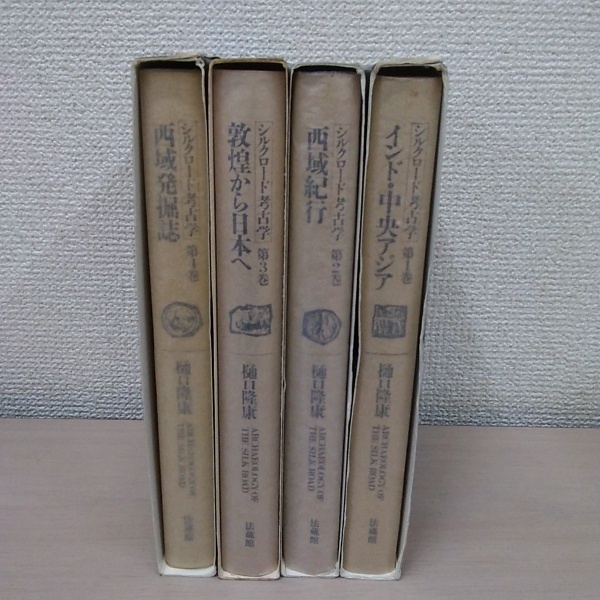 シルクロード考古学 第1巻
インド・中央アジア
樋口隆康
ARCHAEOLOGY OF
THE SILK ROAD
法蔵館
シルクロード考古学 第2巻
西域紀行
樋口隆康
ARCHAEOLOGY OF
THE SILK ROAD
法蔵館
シルクロード考古学 第3巻
敦煌から日本へ
樋口隆康
ARCHAEOLOGY OF
THE SILK ROAD
法蔵館
シルクロード考古学 第4巻
西域発掘誌
樋口隆康
ARCHAEOLOGY OF
THE SILK ROAD
法蔵館